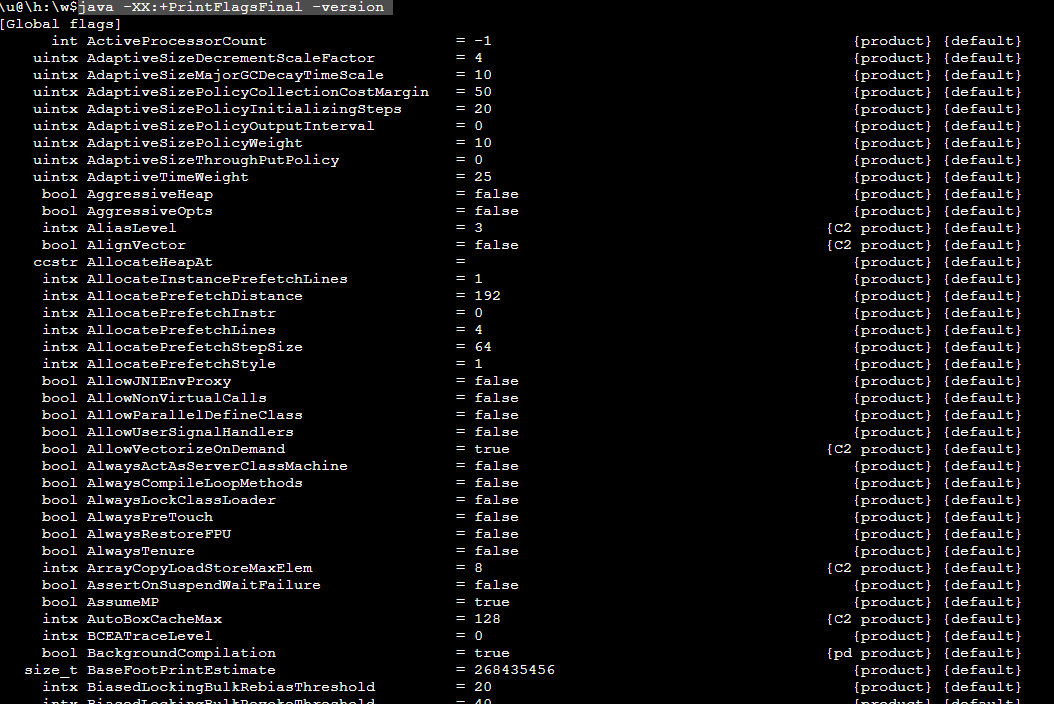 \u@\h:\w$java -XX:+PrintFlagsFinal -version
[Global flags]
int ActiveProcessorCount = -1 {product} {default}
uintx AdaptiveSizeDecrementScaleFactor = 4 {product} {default}
uintx AdaptiveSizeMajorGCDecayTimeScale = 10 {product} {default}
uintx AdaptiveSizePolicyCollectionCostMargin = 50 {product} {default}
uintx AdaptiveSizePolicyInitializingSteps = 20 {product} {default}
uintx AdaptiveSizePolicyOutputInterval = 0 {product} {default}
uintx AdaptiveSizePolicyWeight = 10 {product} {default}
uintx AdaptiveSizeThroughPutPolicy = 0 {product} {default}
uintx AdaptiveTimeWeight = 25 {product} {default}
bool AggressiveHeap = false {product} {default}
bool AggressiveOpts = false {product} {default}
intx AliasLevel = 3 {C2 product} {default}
bool AlignVector = false {C2 product} {default}
ccstr AllocateHeapAt = {product} {default}
intx AllocateInstancePrefetchLines = 1 {product} {default}
intx AllocatePrefetchDistance = 192 {product} {default}
intx AllocatePrefetchInstr = 0 {product} {default}
intx AllocatePrefetchLines = 4 {product} {default}
intx AllocatePrefetchStepSize = 64 {product} {default}
intx AllocatePrefetchStyle = 1 {product} {default}
bool AllowJNIEnvProxy = false {product} {default}
bool AllowNonVirtualCalls = false {product} {default}
bool AllowParallelDefineClass = false {product} {default}
bool AllowUserSignalHandlers = false {product} {default}
bool AllowVectorizeOnDemand = true {C2 product} {default}
bool AlwaysActAsServerClassMachine = false {product} {default}
bool AlwaysCompileLoopMethods = false {product} {default}
bool AlwaysLockClassLoader = false {product} {default}
bool AlwaysPreTouch = false {product} {default}
bool AlwaysRestoreFPU = false {product} {default}
bool AlwaysTenure = false {product} {default}
intx ArrayCopyLoadStoreMaxElem = 8 {C2 product} {default}
bool AssertOnSuspendWaitFailure = false {product} {default}
bool AssumeMP = true {product} {default}
intx AutoBoxCacheMax = 128 {C2 product} {default}
intx BCEATraceLevel = 0 {product} {default}
bool BackgroundCompilation = true {pd product} {default}
size_t BaseFootPrintEstimate = 268435456 {product} {default}
intx BiasedLockingBulkRebiasThreshold = 20 {product} {default}
intx BiasedLockingBulkRevokeThreshold = 40 {product} {default}